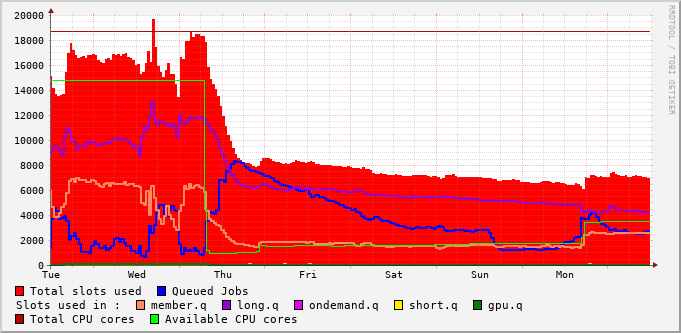 20000
18000
16000
14000
12000
10000
8000
6000
4000
2000
0
Tue Wed Thu Fri Sat Sun Mon
Total slots used Queued Jobs
Slots used in : member.q long.q ondemand.q short.q gpu.q
Total CPU cores Available CPU cores
RRDTOOL / TOBI OETIKER